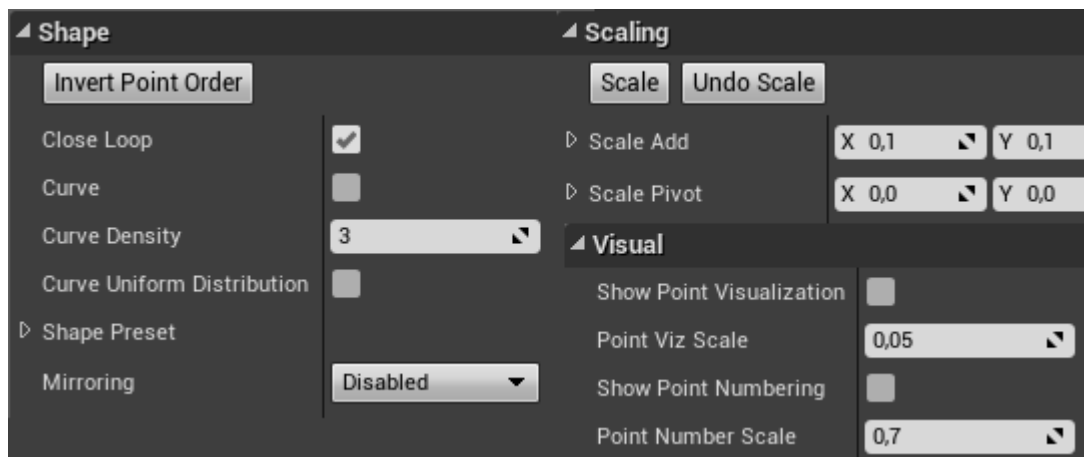 Shape
Invert Point Order
Close Loop
Curve
Curve Density 3
Curve Uniform Distribution
Shape Preset
Mirroring Disabled
Scaling
Scale Undo Scale
Scale Add X 0,1 Y 0,1
Scale Pivot X 0,0 Y 0,0
Visual
Show Point Visualization
Point Viz Scale 0,05
Show Point Numbering
Point Number Scale 0,7